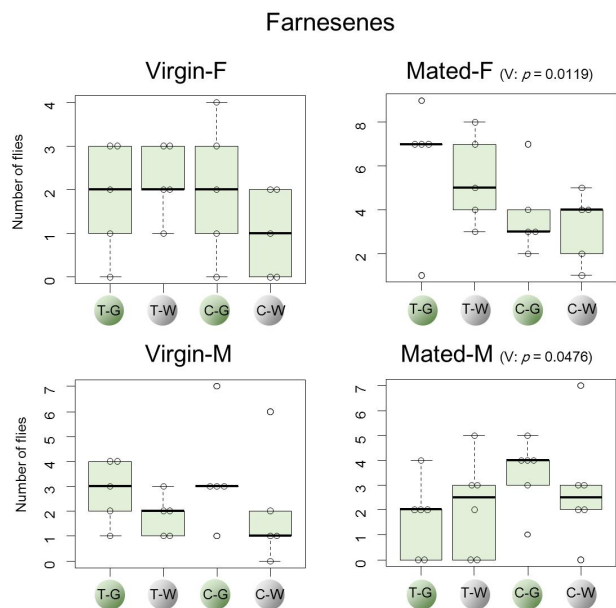 Farnesenes
Virgin-F
Mated-F (V: p = 0.0119)
Number of flies
4
3
2
1
0
T-G T-W C-G C-W
8
6
4
2
T-G T-W C-G C-W
Virgin-M
Mated-M (V: p = 0.0476)
Number of flies
7
6
5
4
3
2
1
0
T-G T-W C-G C-W
7
6
5
4
3
2
1
0
T-G T-W C-G C-W